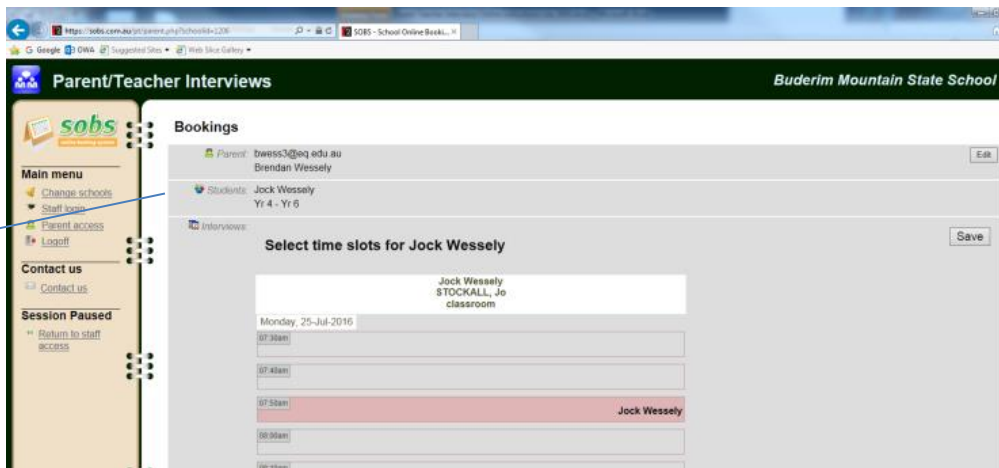 https://sobs.com.au/pt/parent.php?schoolid=1206
SOBS - School Online Booki...
Google
OWA
Suggested Sites
Web Slice Gallery
Parent/Teacher Interviews
Buderim Mountain State School
sobs
Main menu
Change schools
Staff login
Parent access
Logoff
Contact us
Contact us
Session Paused
Return to staff
access
Bookings
Parent: bwess3@eq.edu.au
Brendan Wessely
Edit
Students: Jock Wessely
Yr 4 - Yr 6
Interviews:
Select time slots for Jock Wessely
Save
Jock Wessely
STOCKALL, Jo
classroom
Monday, 25-Jul-2016
07:30am
07:40am
07:50am
Jock Wessely
08:00am